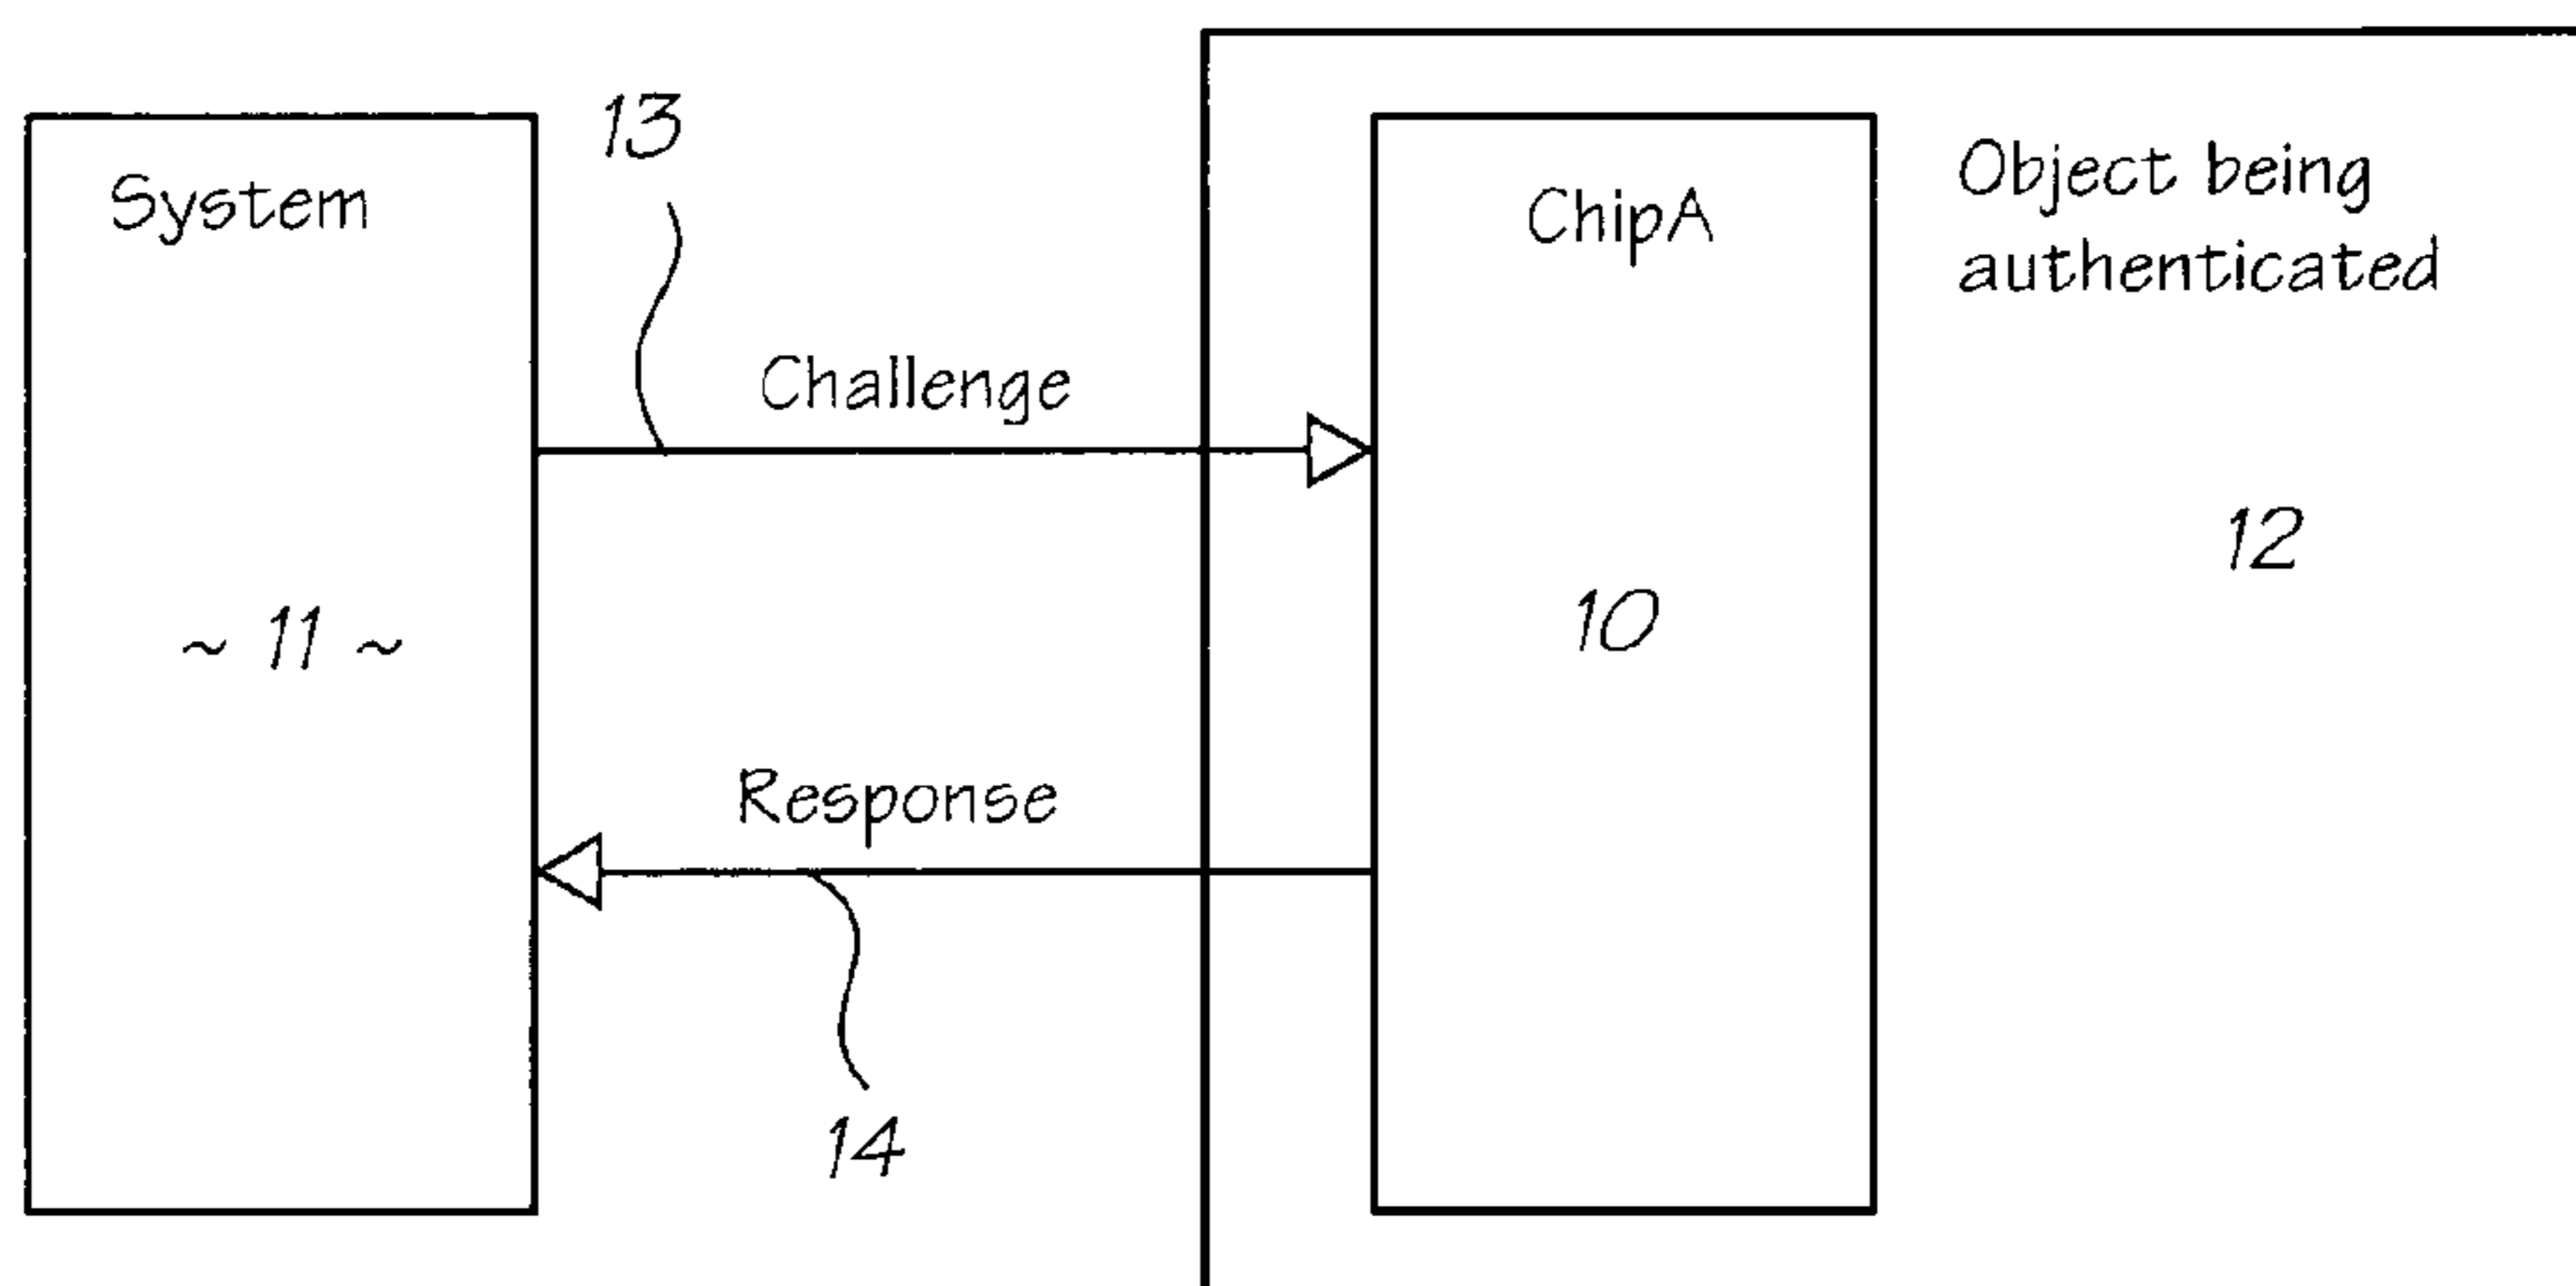 13
System
ChipA
Object being
authenticated
Challenge
12
~ 11 ~
10
Response
14